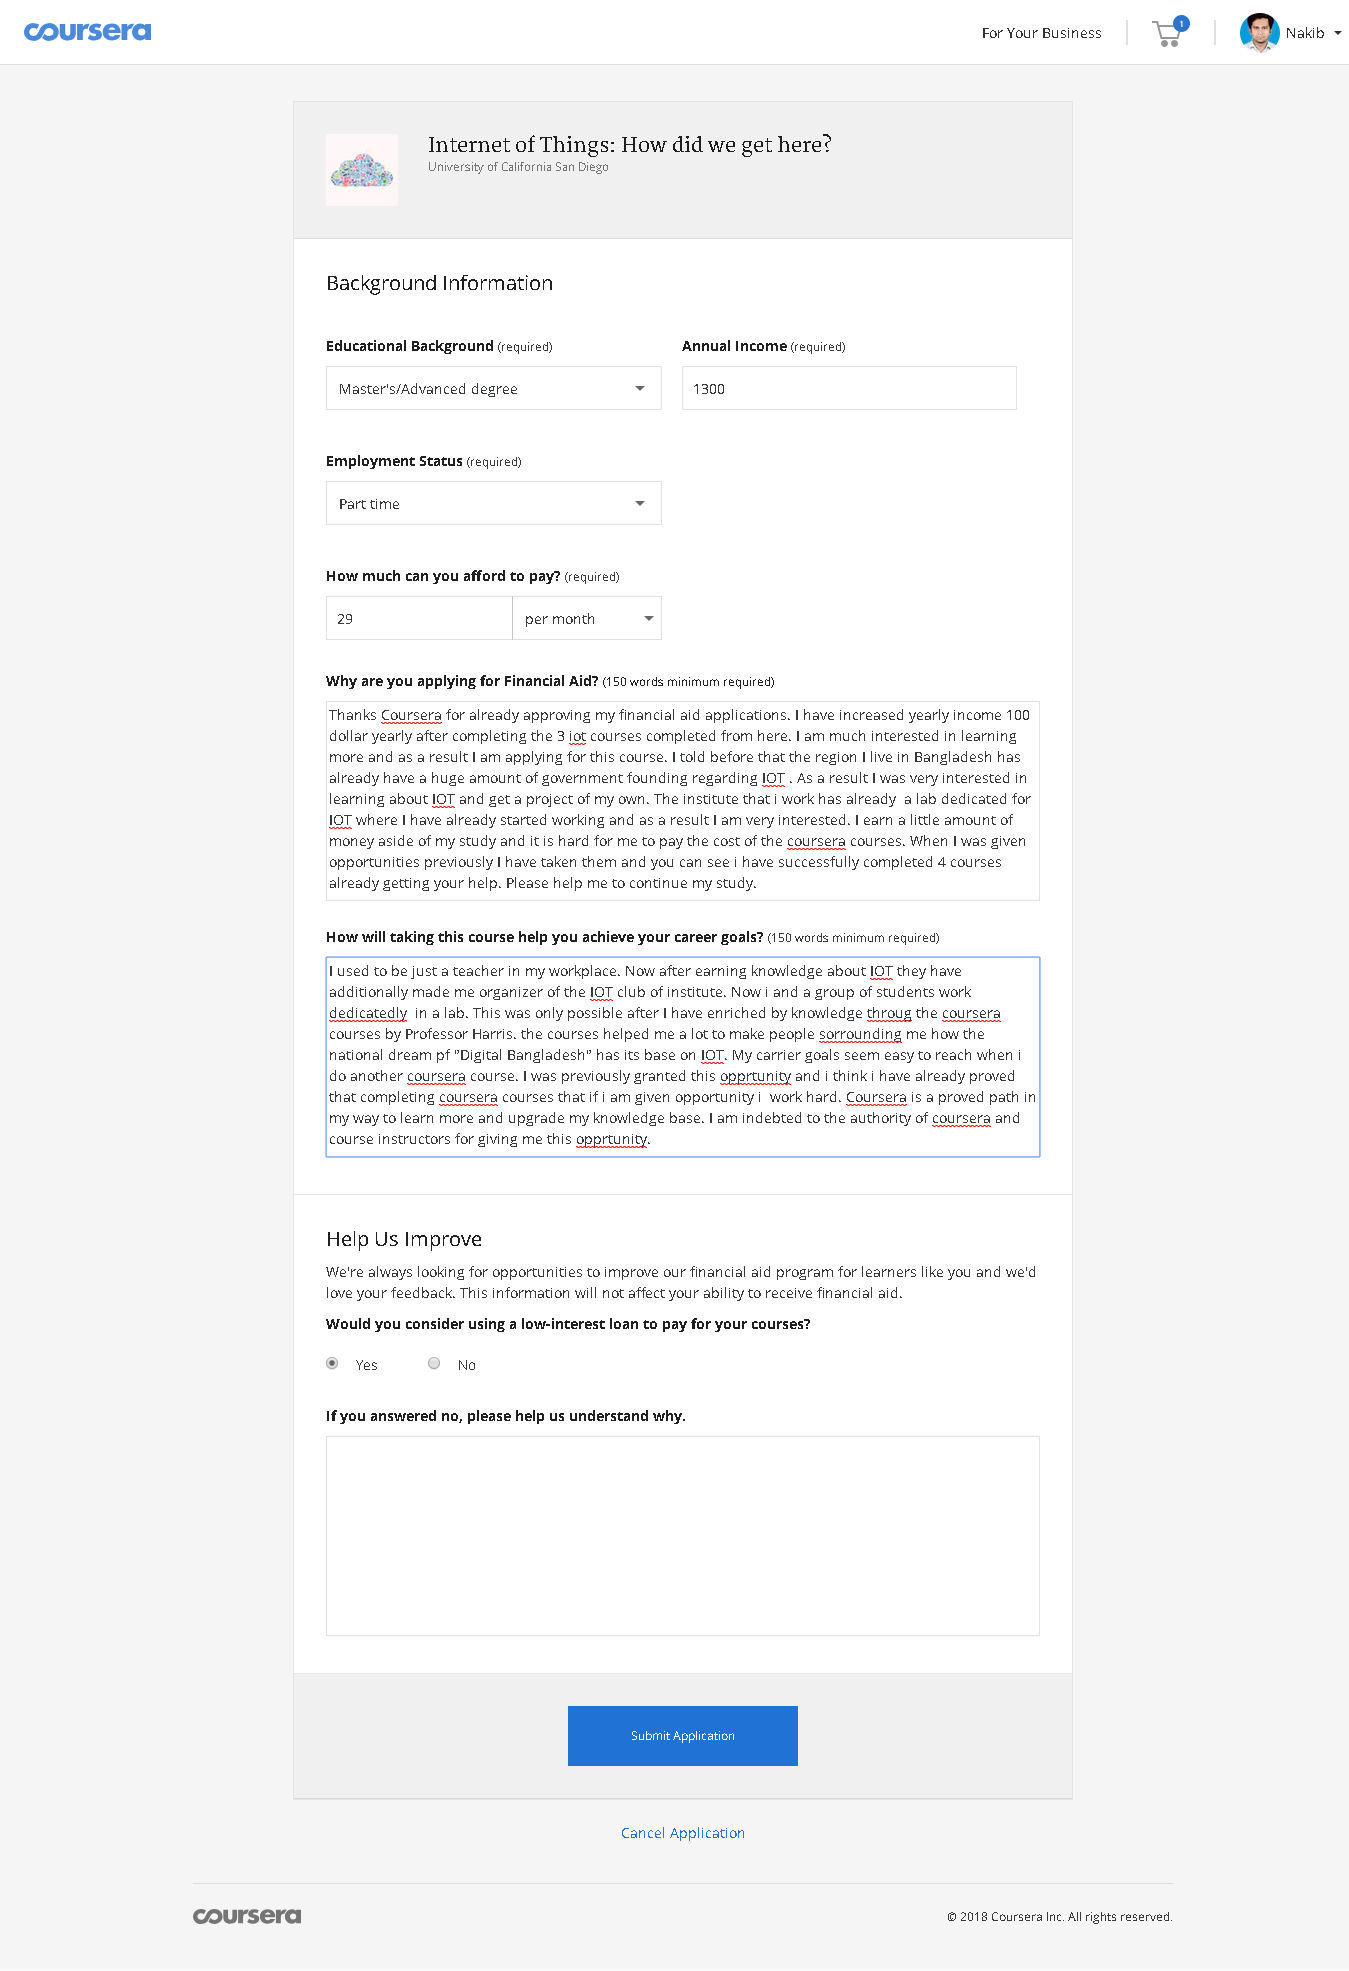 coursera
For Your Business
1
Nakib
Internet of Things: How did we get here?
University of California San Diego
Background Information
Educational Background (required)
Annual Income (required)
Master's/Advanced degree
1300
Employment Status (required)
Part time
How much can you afford to pay? (required)
29
per month
Why are you applying for Financial Aid? (150 words minimum required)
Thanks Coursera for already approving my financial aid applications. I have increased yearly income 100
dollar yearly after completing the 3 iot courses completed from here. I am much interested in learning
more and as a result I am applying for this course. I told before that the region I live in Bangladesh has
already have a huge amount of government founding regarding IOT . As a result I was very interested in
learning about IOT and get a project of my own. The institute that i work has already  a lab dedicated for
IOT where I have already started working and as a result I am very interested. I earn a little amount of
money aside of my study and it is hard for me to pay the cost of the coursera courses. When I was given
opportunities previously I have taken them and you can see i have successfully completed 4 courses
already getting your help. Please help me to continue my study.
How will taking this course help you achieve your career goals? (150 words minimum required)
I used to be just a teacher in my workplace. Now after earning knowledge about IOT they have
additionally made me organizer of the IOT club of institute. Now i and a group of students work
dedicatedly  in a lab. This was only possible after I have enriched by knowledge throug the coursera
courses by Professor Harris. the courses helped me a lot to make people sorrounding me how the
national dream pf "Digital Bangladesh" has its base on IOT. My carrier goals seem easy to reach when i
do another coursera course. I was previously granted this opprtunity and i think i have already proved
that completing coursera courses that if i am given opportunity i  work hard. Coursera is a proved path in
my way to learn more and upgrade my knowledge base. I am indebted to the authority of coursera and
course instructors for giving me this opprtunity.
Help Us Improve
We're always looking for opportunities to improve our financial aid program for learners like you and we'd
love your feedback. This information will not affect your ability to receive financial aid.
Would you consider using a low-interest loan to pay for your courses?
Yes
No
If you answered no, please help us understand why.
Submit Application
Cancel Application
coursera
© 2018 Coursera Inc. All rights reserved.